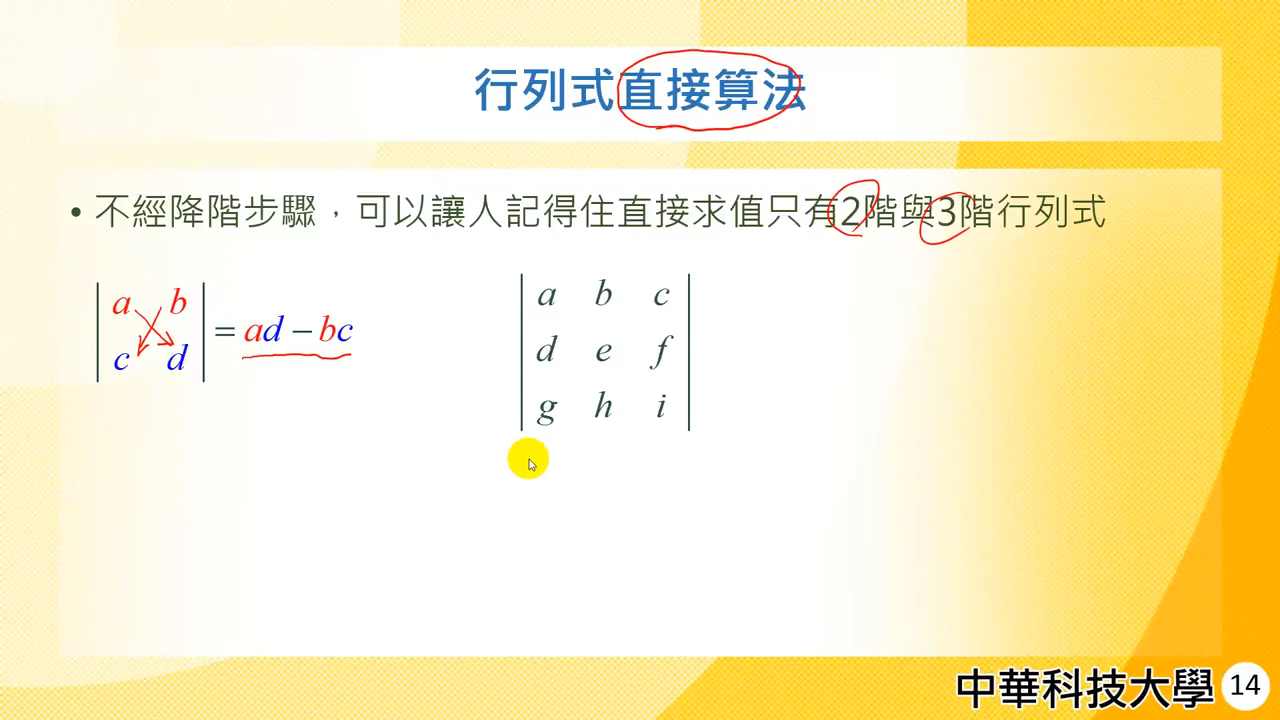 行列式直接算法
• 不經降階步驟，可以讓人記得住直接求值只有2階與3階行列式
a b
c d
= ad − bc
a b c
d e f
g h i
中華科技大學 14